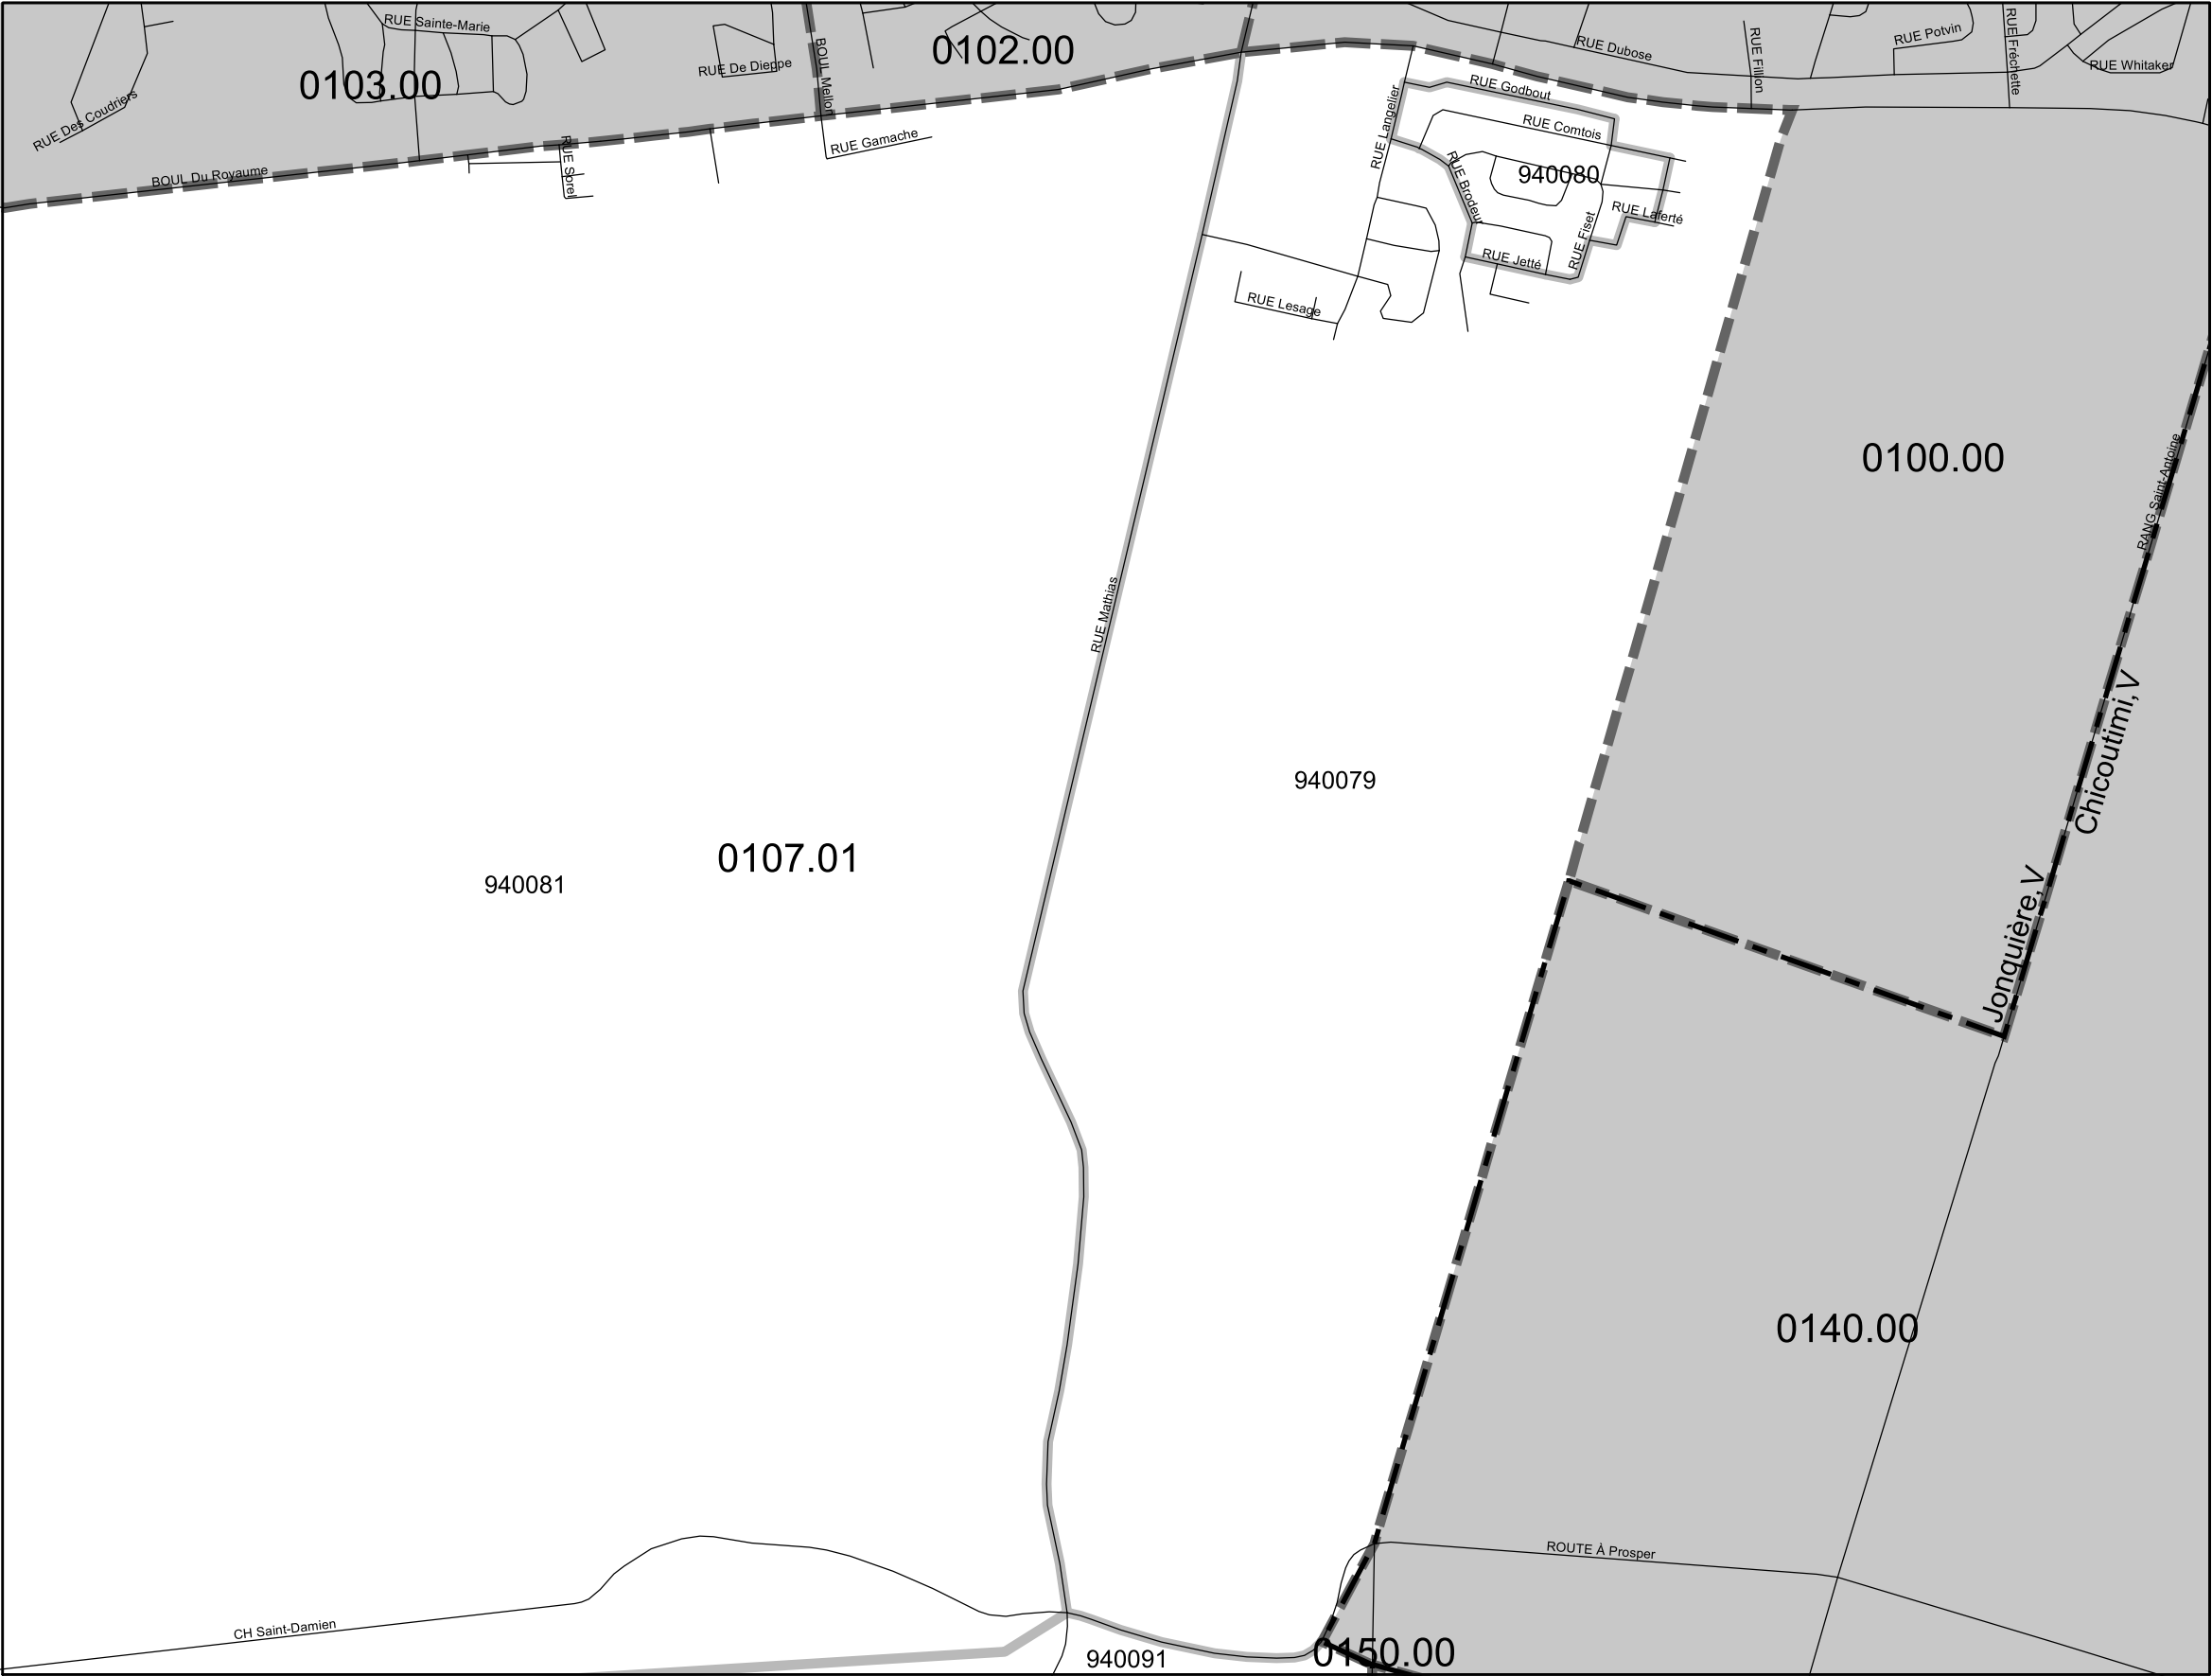 RUE Sainte-Marie
0103.00
RUE Des Coudriers
RUE De Dieppe
BOUL Mellon
0102.00
RUE Dubose
RUE Fillion
RUE Potvin
RUE Fréchette
RUE Whitaker
BOUL Du Royaume
RUE Sorel
RUE Gamache
RUE Langelier
RUE Godbout
RUE Comtois
RUE Brodeur
940080
RUE Laferté
RUE Fiset
RUE Jetté
RUE Lesage
0100.00
RANG Saint-Antoine
RUE Mathias
Chicoutimi,V
940079
0107.01
940081
Jonquière,V
0140.00
ROUTE À Prosper
CH Saint-Damien
940091
0150.00